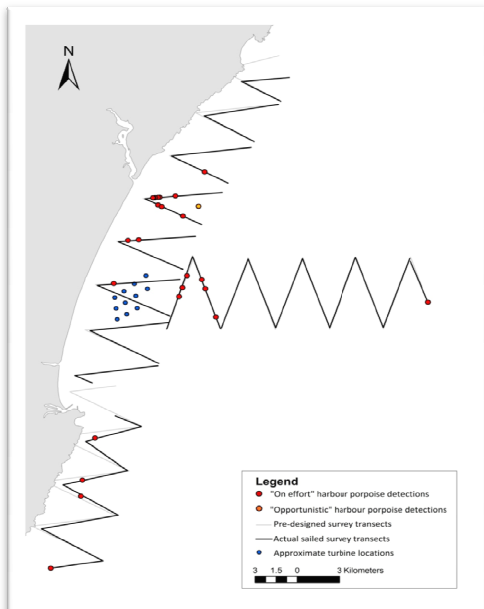 N
Legend
"On effort" harbour porpoise detections
"Opportunistic" harbour porpoise detections
Pre-designed survey transects
Actual sailed survey transects
Approximate turbine locations
3 1.5 0 3 Kilometers